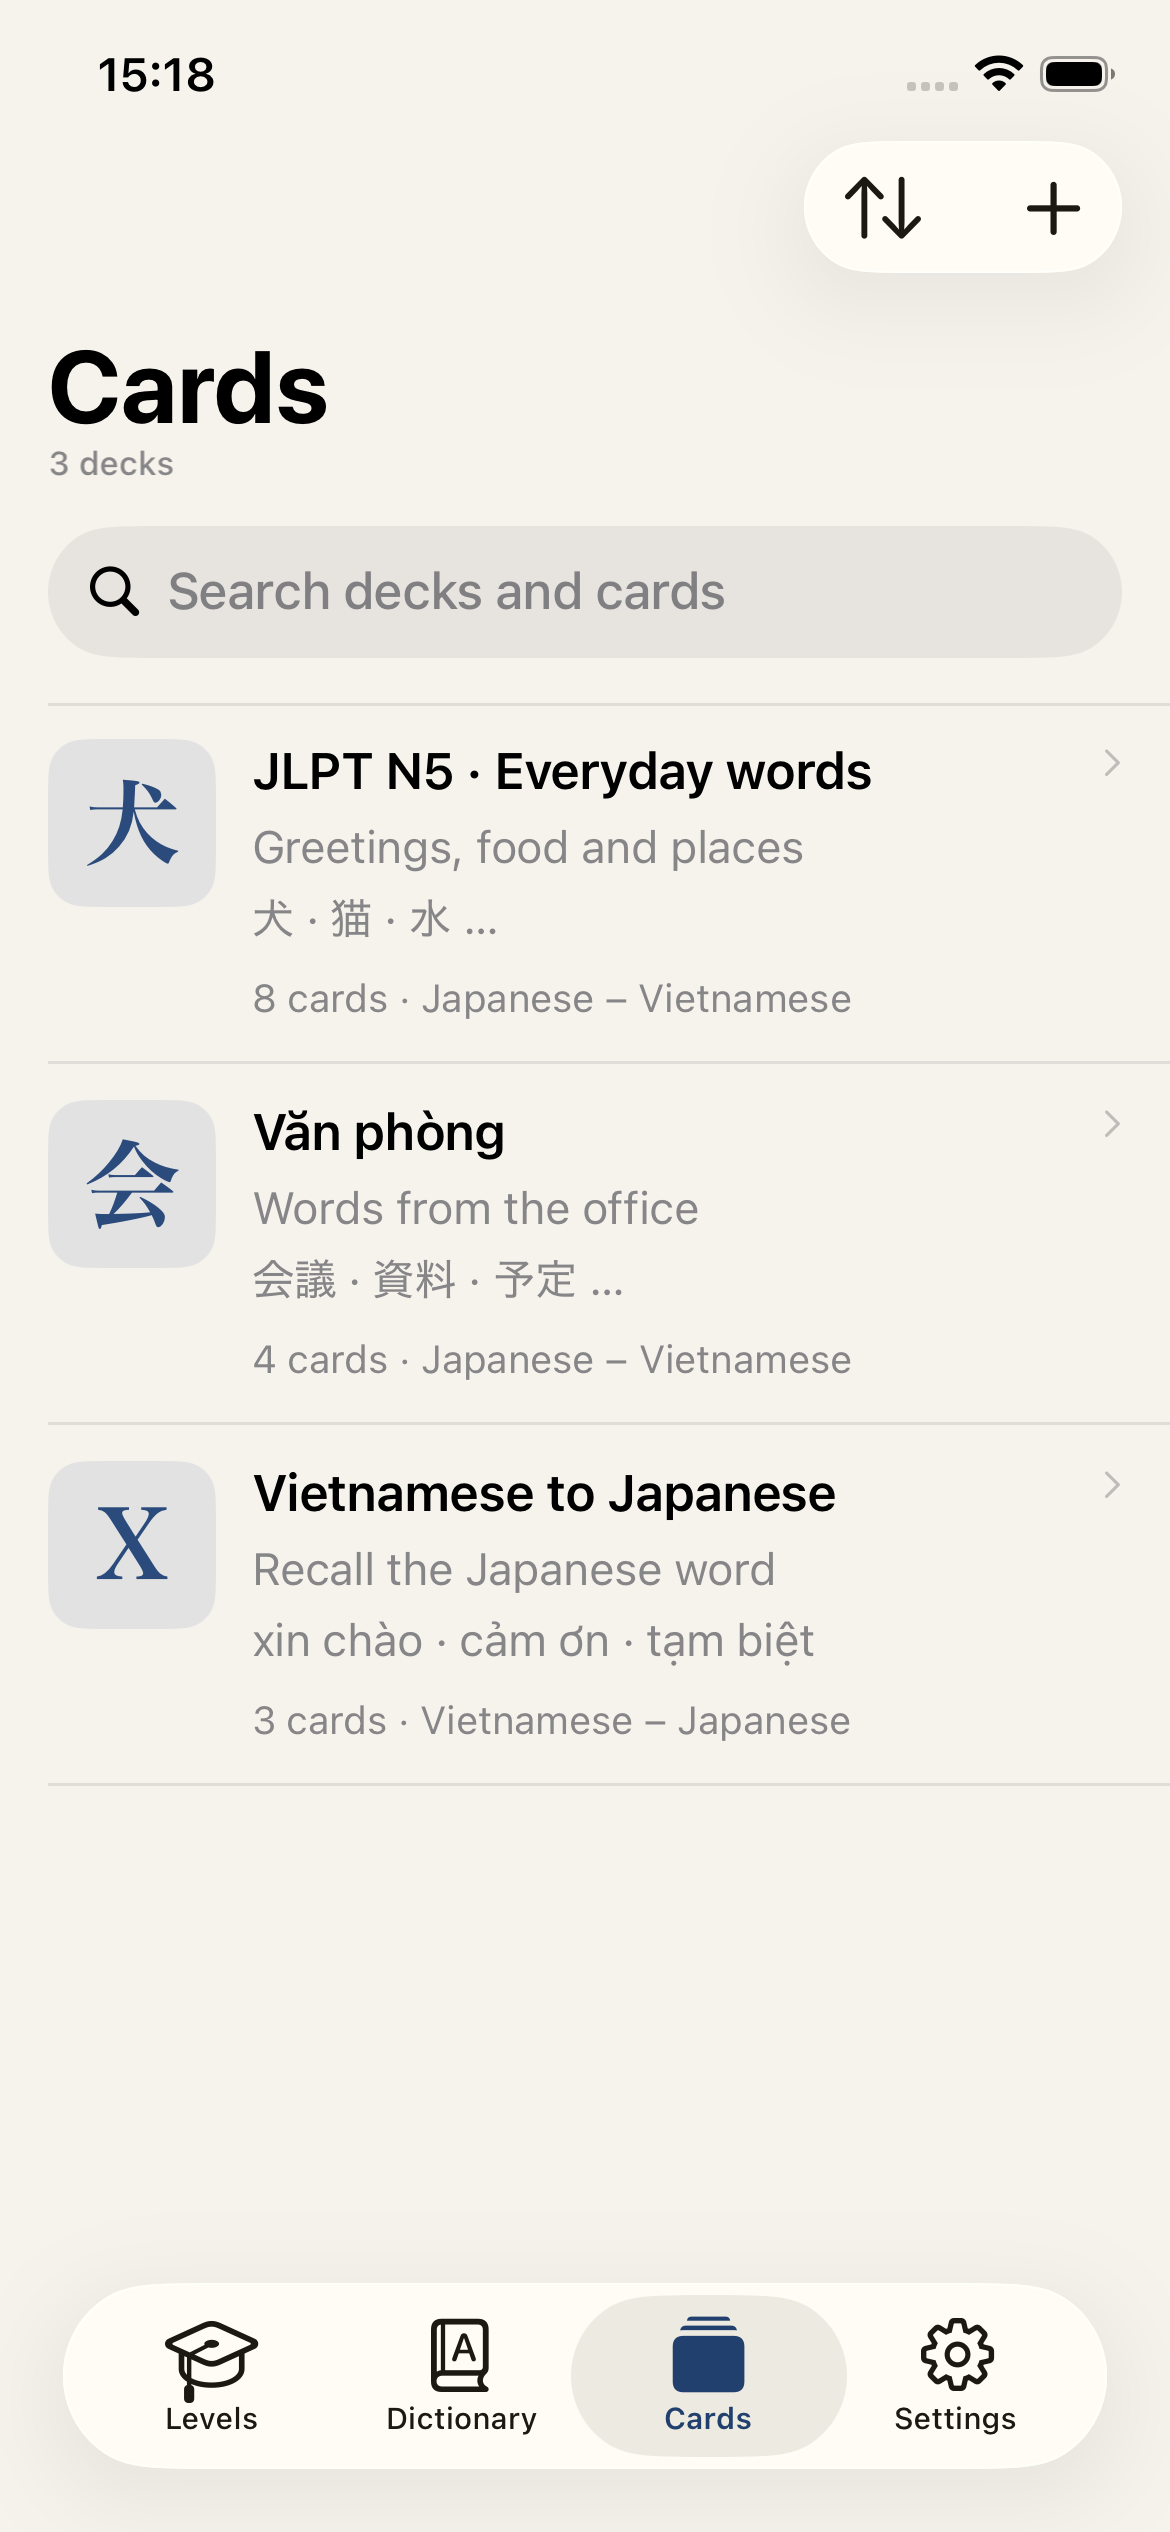 15:18
Cards
3 decks
Search decks and cards
犬
JLPT N5 · Everyday words
Greetings, food and places
犬 · 猫 · 水 ...
8 cards · Japanese – Vietnamese
会
Văn phòng
Words from the office
会議 · 資料 · 予定 ...
4 cards · Japanese – Vietnamese
X
Vietnamese to Japanese
Recall the Japanese word
xin chào · cảm ơn · tạm biệt
3 cards · Vietnamese – Japanese
A
Levels
Dictionary
Cards
Settings